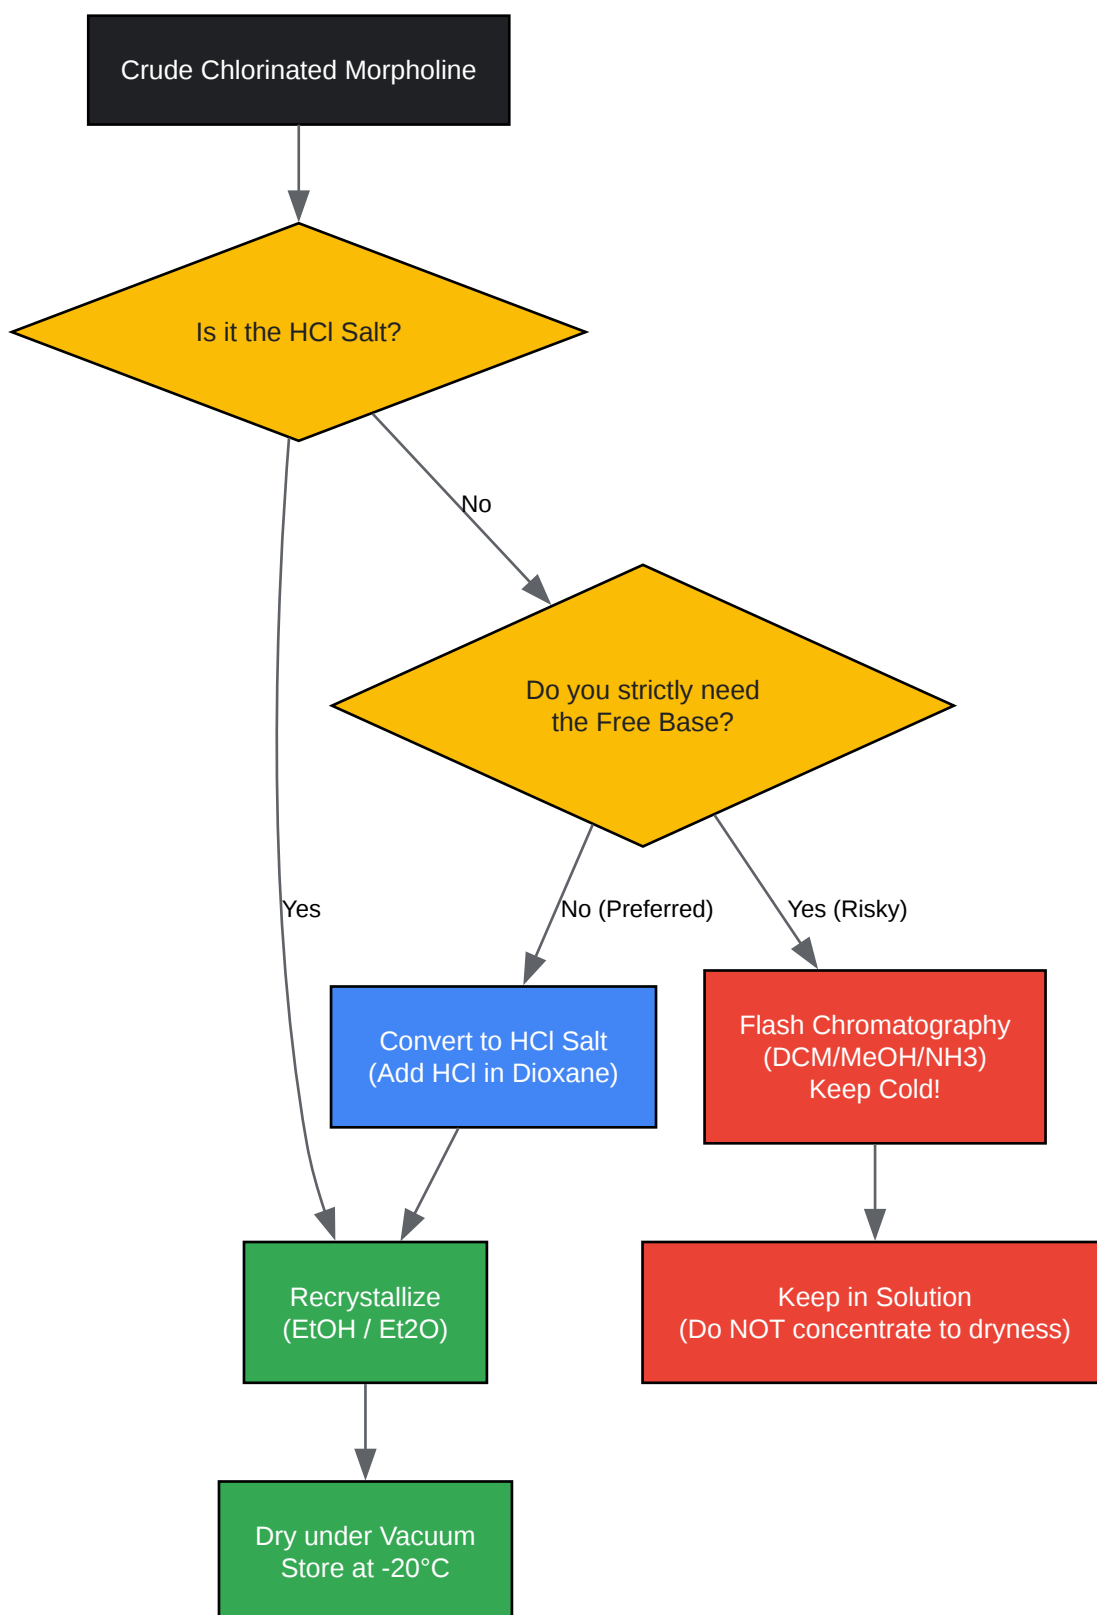 Crude Chlorinated Morpholine
Is it the HCl Salt?
No
Do you strictly need
the Free Base?
Yes
No (Preferred)
Yes (Risky)
Convert to HCl Salt
(Add HCl in Dioxane)
Flash Chromatography
(DCM/MeOH/NH3)
Keep Cold!
Recrystallize
(EtOH / Et2O)
Keep in Solution
(Do NOT concentrate to dryness)
Dry under Vacuum
Store at -20°C